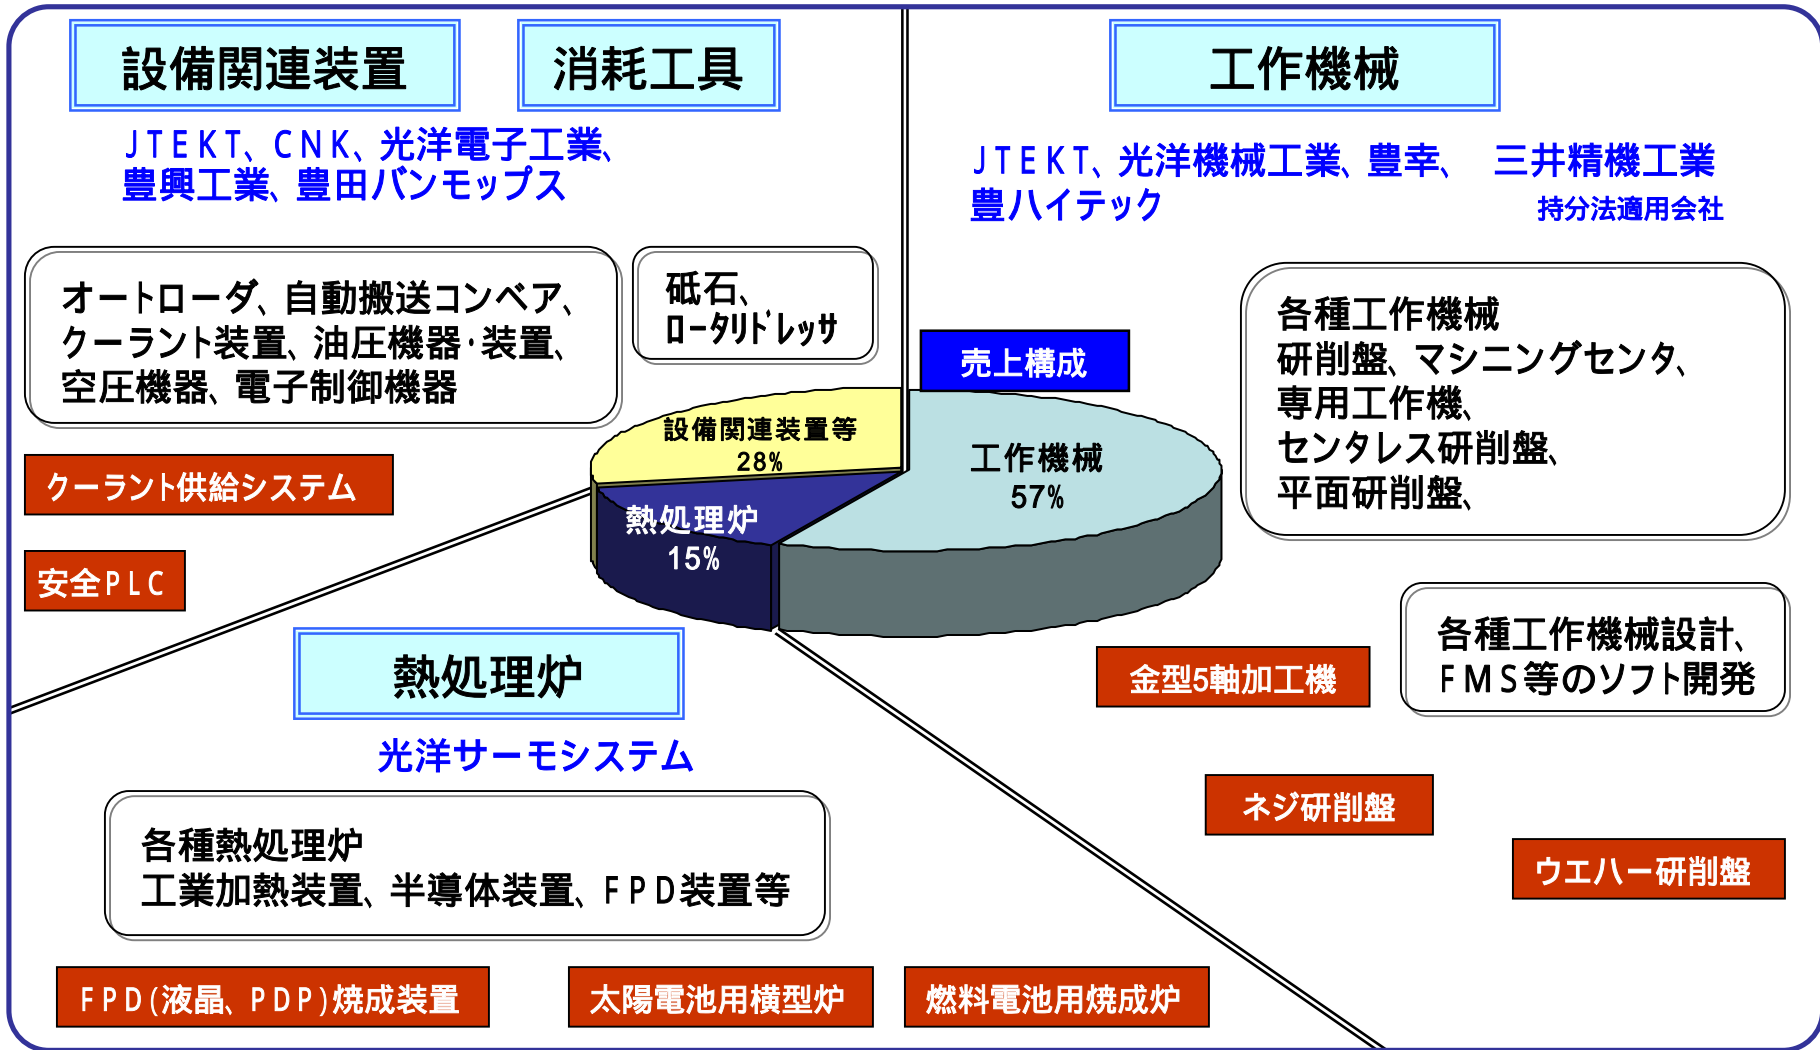 設備関連装置
消耗工具
ＪＴＥＫＴ、ＣＮＫ、光洋電子工業、
豊興工業、豊田バンモップス
オートローダ、自動搬送コンベア、
クーラント装置、油圧機器・装置、
空圧機器、電子制御機器
砥石、
ロータリドレッサ
クーラント供給システム
安全ＰＬＣ
工作機械
ＪＴＥＫＴ、光洋機械工業、豊幸、 三井精機工業
豊ハイテック
持分法適用会社
各種工作機械
研削盤、マシニングセンタ、
専用工作機、
センタレス研削盤、
平面研削盤、
売上構成
設備関連装置等
28%
工作機械
57%
熱処理炉
15%
各種工作機械設計、
ＦＭＳ等のソフト開発
金型5軸加工機
ネジ研削盤
ウエハー研削盤
熱処理炉
光洋サーモシステム
各種熱処理炉
工業加熱装置、半導体装置、ＦＰＤ装置等
ＦＰＤ(液晶、ＰＤＰ)焼成装置
太陽電池用横型炉
燃料電池用焼成炉